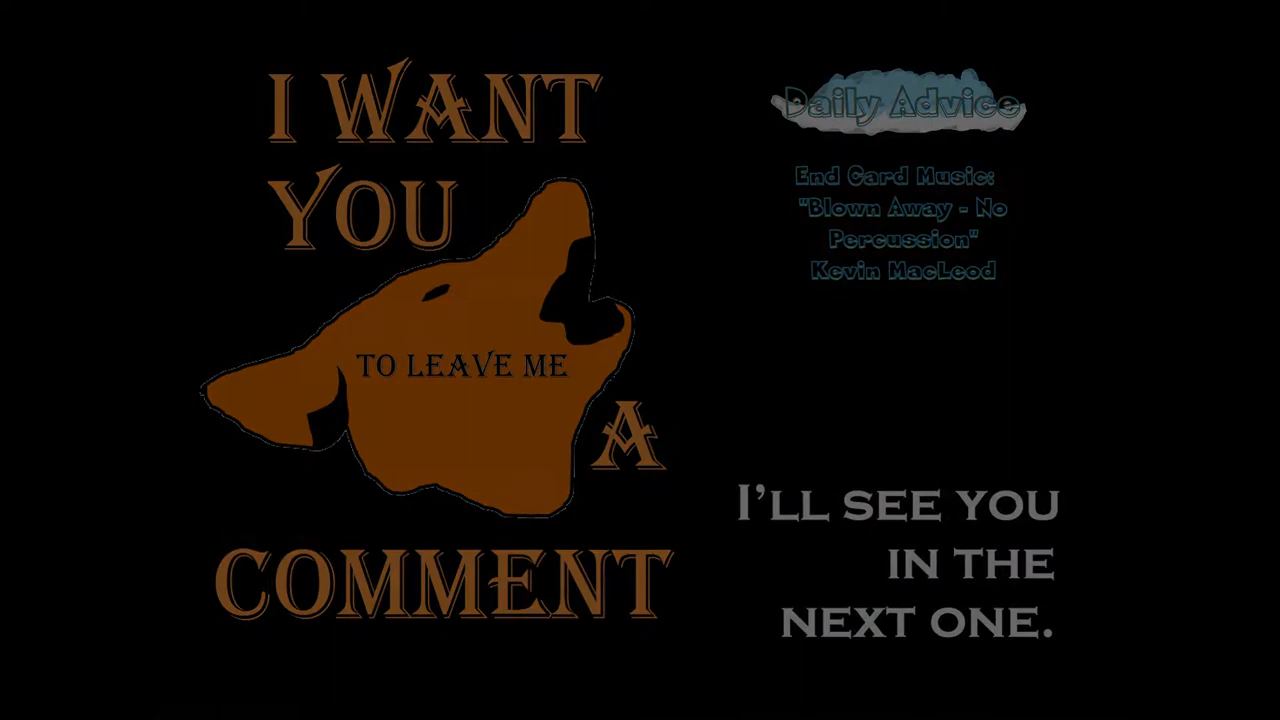 I WANT
YOU
TO LEAVE ME
A
COMMENT
Daily Advice
End Card Music:
"Blown Away - No
Percussion"
Kevin MacLeod
I'LL SEE YOU
IN THE
NEXT ONE.